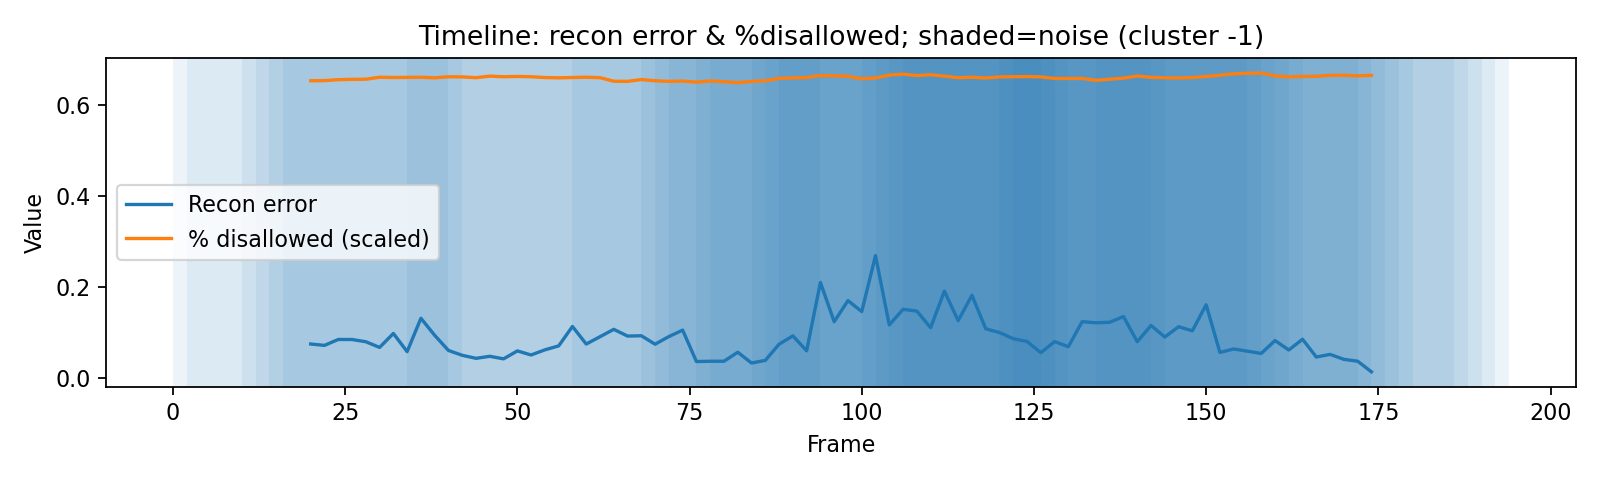 Timeline: recon error & %disallowed; shaded=noise (cluster -1)
Value
0.6
0.4
0.2
0.0
Recon error
% disallowed (scaled)
0 25 50 75 100 125 150 175 200
Frame